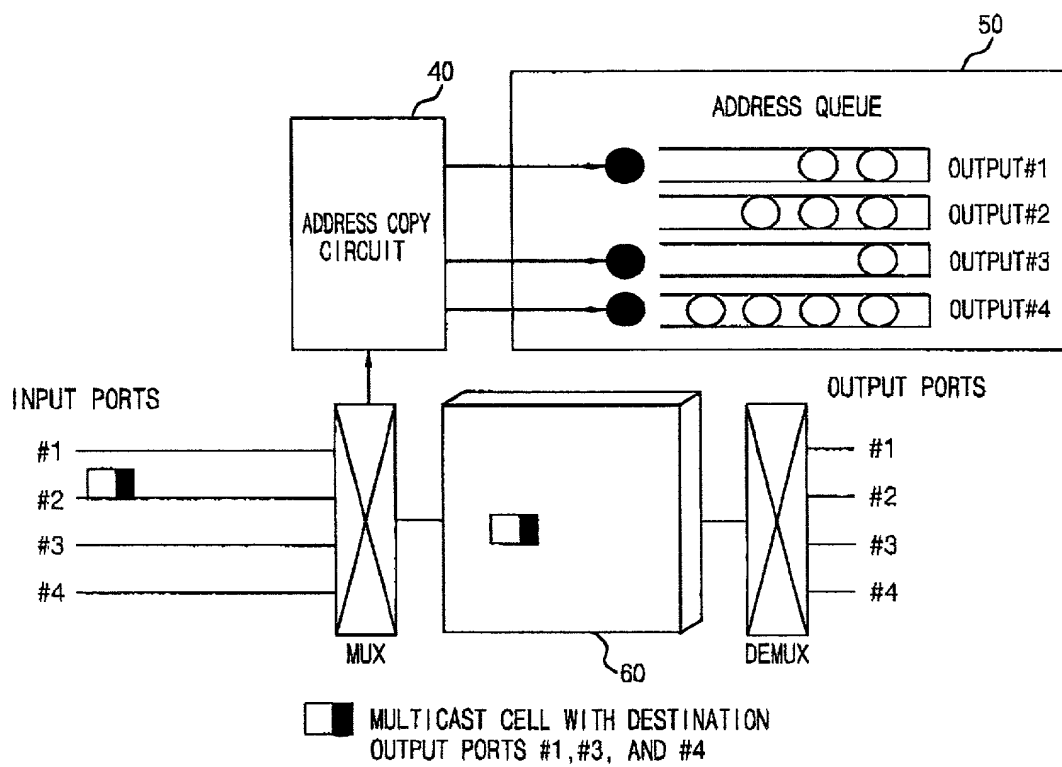 50
40
ADDRESS QUEUE
ADDRESS COPY
CIRCUIT
OUTPUT#1
OUTPUT#2
OUTPUT#3
OUTPUT#4
INPUT PORTS
OUTPUT PORTS
#1
#2
#3
#4
#1
#2
#3
#4
MUX
60
DEMUX
MULTICAST CELL WITH DESTINATION
OUTPUT PORTS #1,#3, AND #4